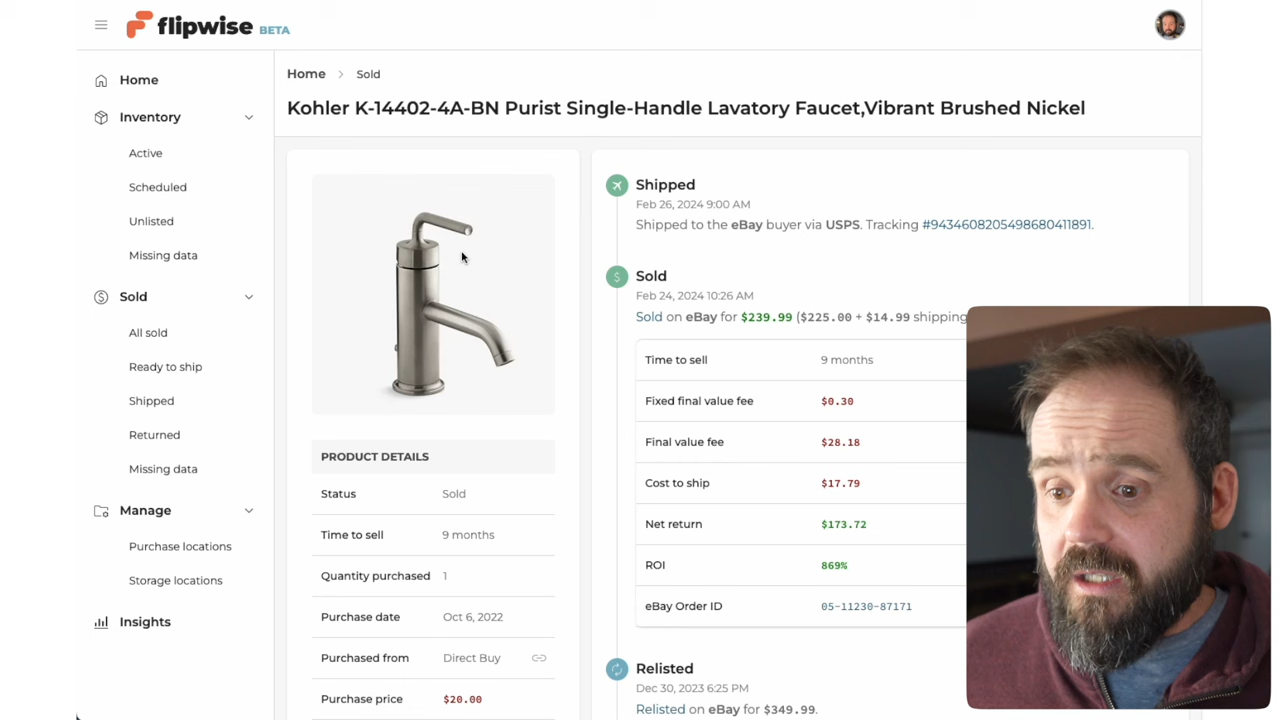 flipwise BETA
Home
Inventory
Active
Scheduled
Unlisted
Missing data
Sold
All sold
Ready to ship
Shipped
Returned
Missing data
Manage
Purchase locations
Storage locations
Insights
Home > Sold
Kohler K-14402-4A-BN Purist Single-Handle Lavatory Faucet,Vibrant Brushed Nickel
PRODUCT DETAILS
Status Sold
Time to sell 9 months
Quantity purchased 1
Purchase date Oct 6, 2022
Purchased from Direct Buy
Purchase price $20.00
Shipped
Feb 26, 2024 9:00 AM
Shipped to the eBay buyer via USPS. Tracking #9434608205498680411891.
Sold
Feb 24, 2024 10:26 AM
Sold on eBay for $239.99 ($225.00 + $14.99 shipping
Time to sell 9 months
Fixed final value fee $0.30
Final value fee $28.18
Cost to ship $17.79
Net return $173.72
ROI 869%
eBay Order ID 05-11230-87171
Relisted
Dec 30, 2023 6:25 PM
Relisted on eBay for $349.99.